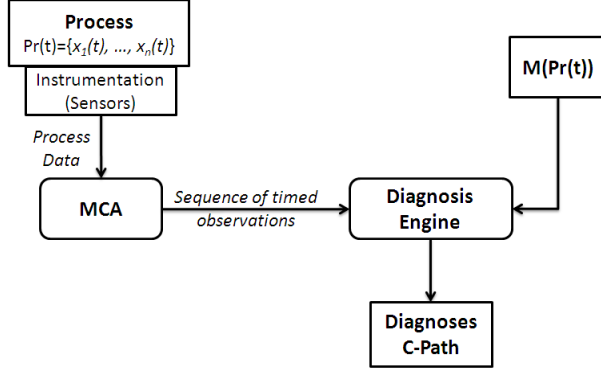 Process
Pr(t)={x₁(t), ..., xₙ(t)}
Instrumentation
(Sensors)
M(Pr(t))
Process
Data
MCA
Sequence of timed
observations
Diagnosis
Engine
Diagnoses
C-Path